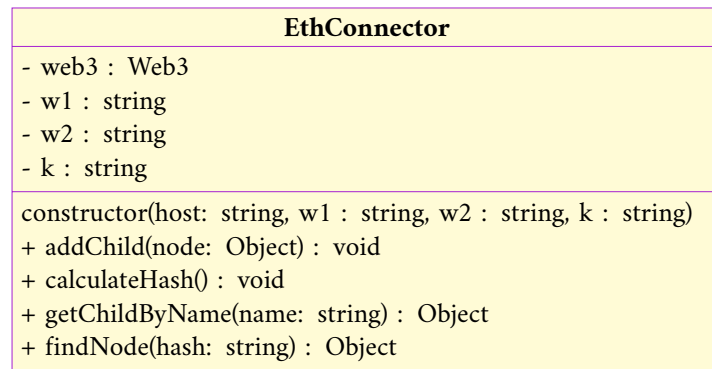 EthConnector
- web3 : Web3
- w1 : string
- w2 : string
- k : string
constructor(host: string, w1 : string, w2 : string, k : string)
+ addChild(node: Object) : void
+ calculateHash() : void
+ getChildByName(name: string) : Object
+ findNode(hash: string) : Object